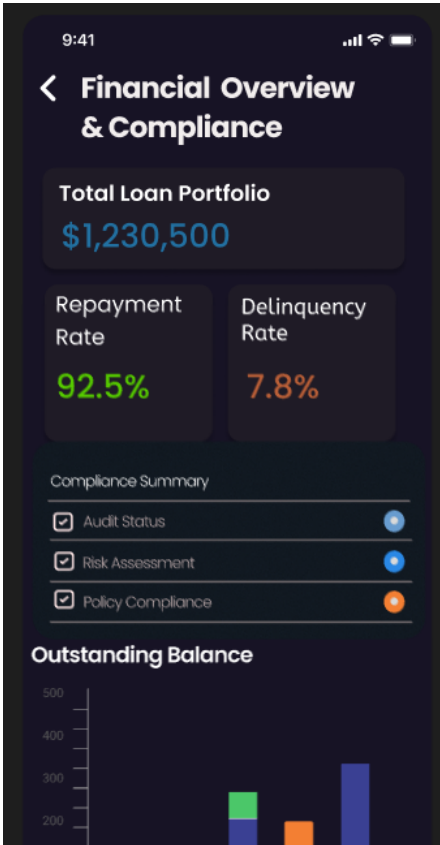 9:41
Financial Overview
& Compliance
Total Loan Portfolio
$1,230,500
Repayment
Rate
92.5%
Delinquency
Rate
7.8%
Compliance Summary
Audit Status
Risk Assessment
Policy Compliance
Outstanding Balance
500
400
300
200